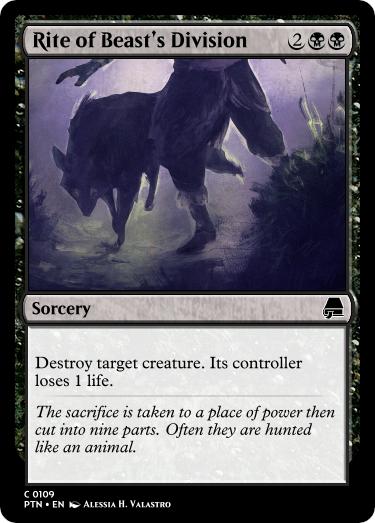 Rite of Beast's Division 2
Sorcery
Destroy target creature. Its controller
loses 1 life.
The sacrifice is taken to a place of power then
cut into nine parts. Often they are hunted
like an animal.
C 0109
PTN • EN Alessia H. Valastro